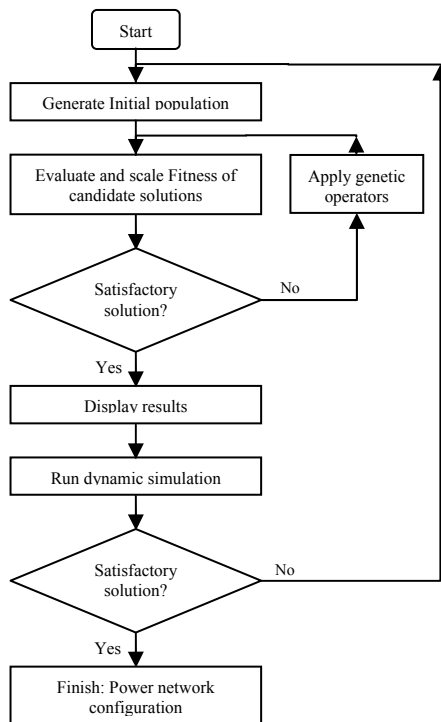 Start
Generate Initial population
Evaluate and scale Fitness of
candidate solutions
Apply genetic
operators
Satisfactory
solution?
No
Yes
Display results
Run dynamic simulation
Satisfactory
solution?
No
Yes
Finish: Power network
configuration